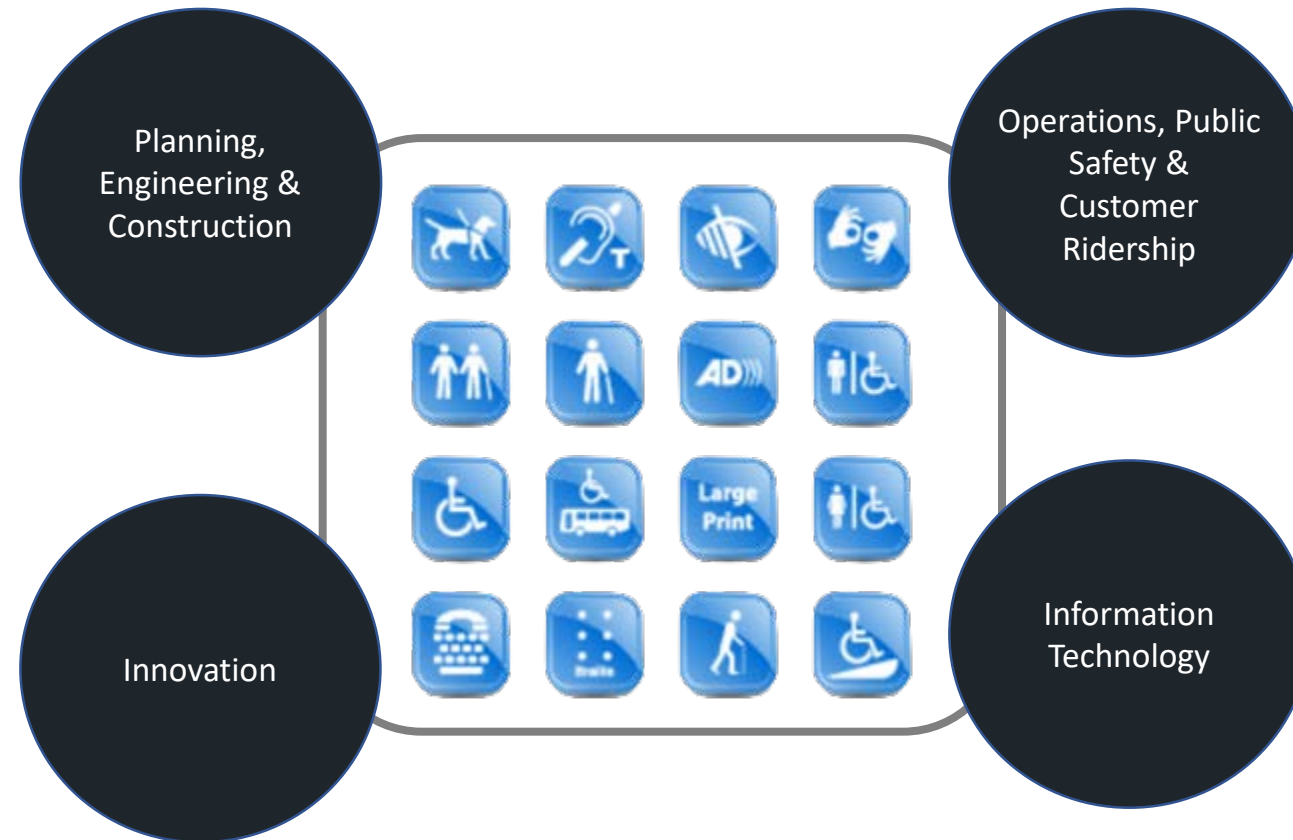 Planning,
Engineering &
Construction
Operations, Public
Safety &
Customer
Ridership
T
AD
Large
Print
Braille
Innovation
Information
Technology